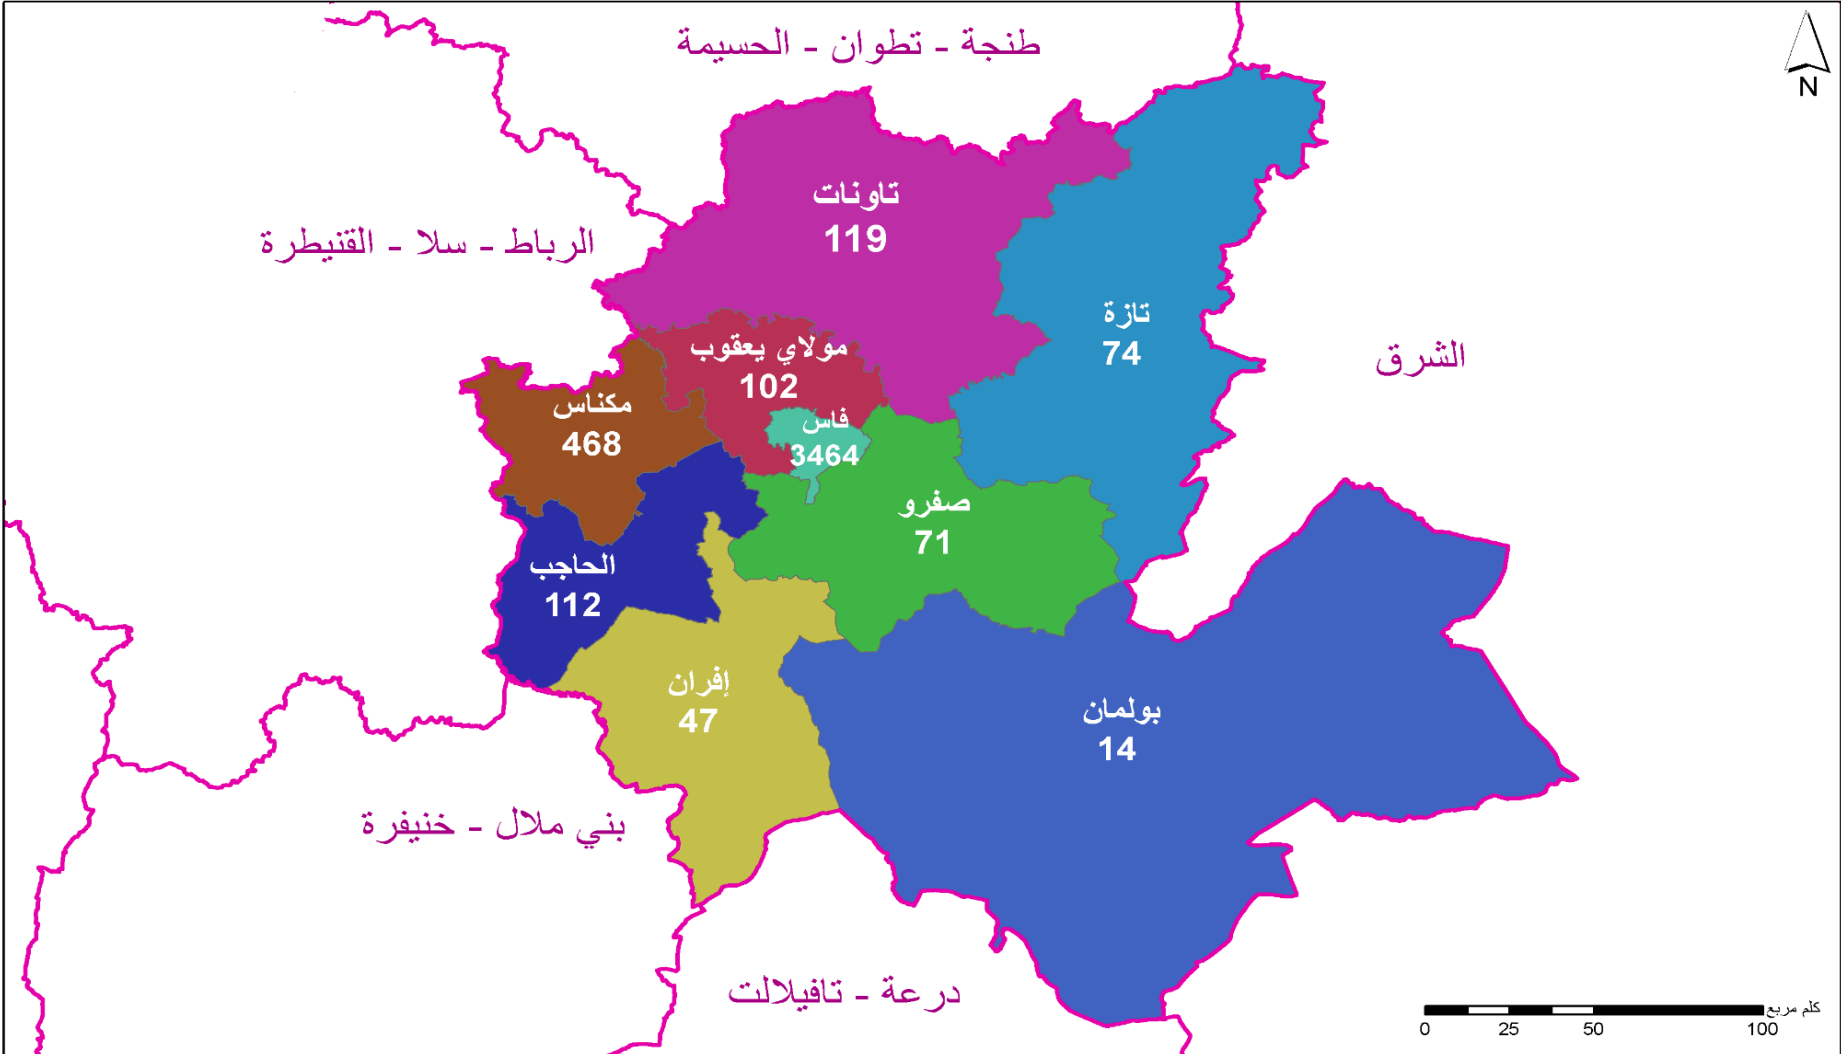 طنجة - تطوان - الحسيمة
N
تاونات
119
الرباط - سلا - القنيطرة
تازة
74
الشرق
مولاي يعقوب
102
مكناس
468
فاس
3464
صفرو
71
الحاجب
112
إفران
47
بولمان
14
بني ملال - خنيفرة
درعة - تافيلالت
كلم مربع
0 25 50 100